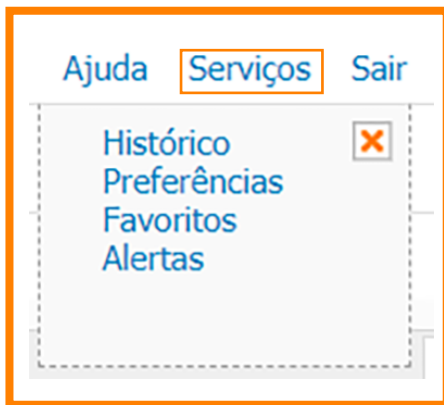 Ajuda Serviços Sair
Histórico
Preferências
Favoritos
Alertas